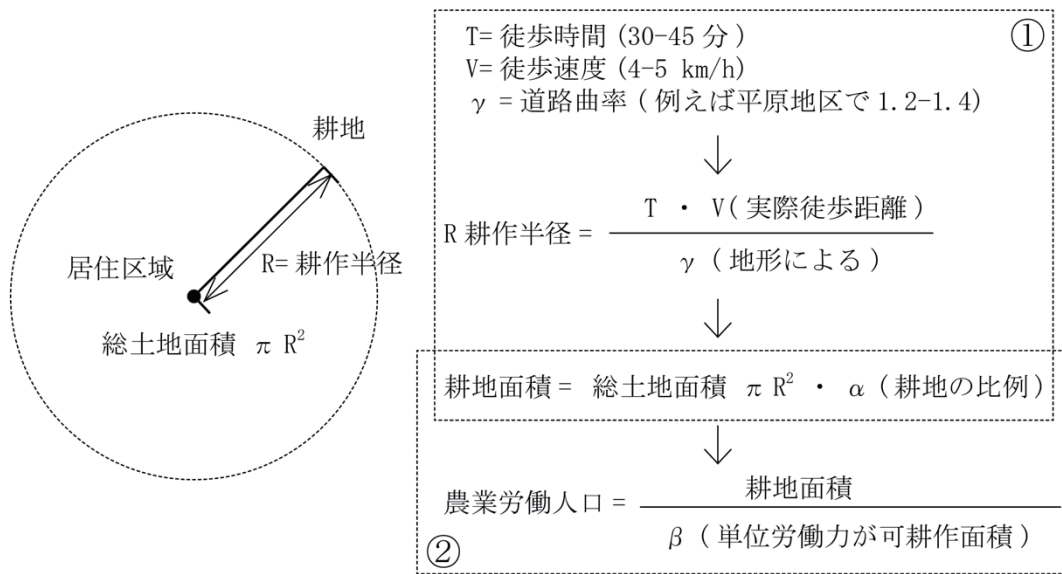 耕地
居住区域
R=耕作半径
総土地面積 π R²
①
T=徒歩時間 (30-45 分 )
V=徒歩速度 (4-5 km/h)
γ =道路曲率 ( 例えば平原地区で 1.2-1.4)
T ・ V( 実際徒歩距離 )
R 耕作半径 =
γ ( 地形による )
耕地面積 = 総土地面積 π R² ・ α ( 耕地の比例 )
耕地面積
農業労働人口 =
β ( 単位労働力が可耕作面積 )
②